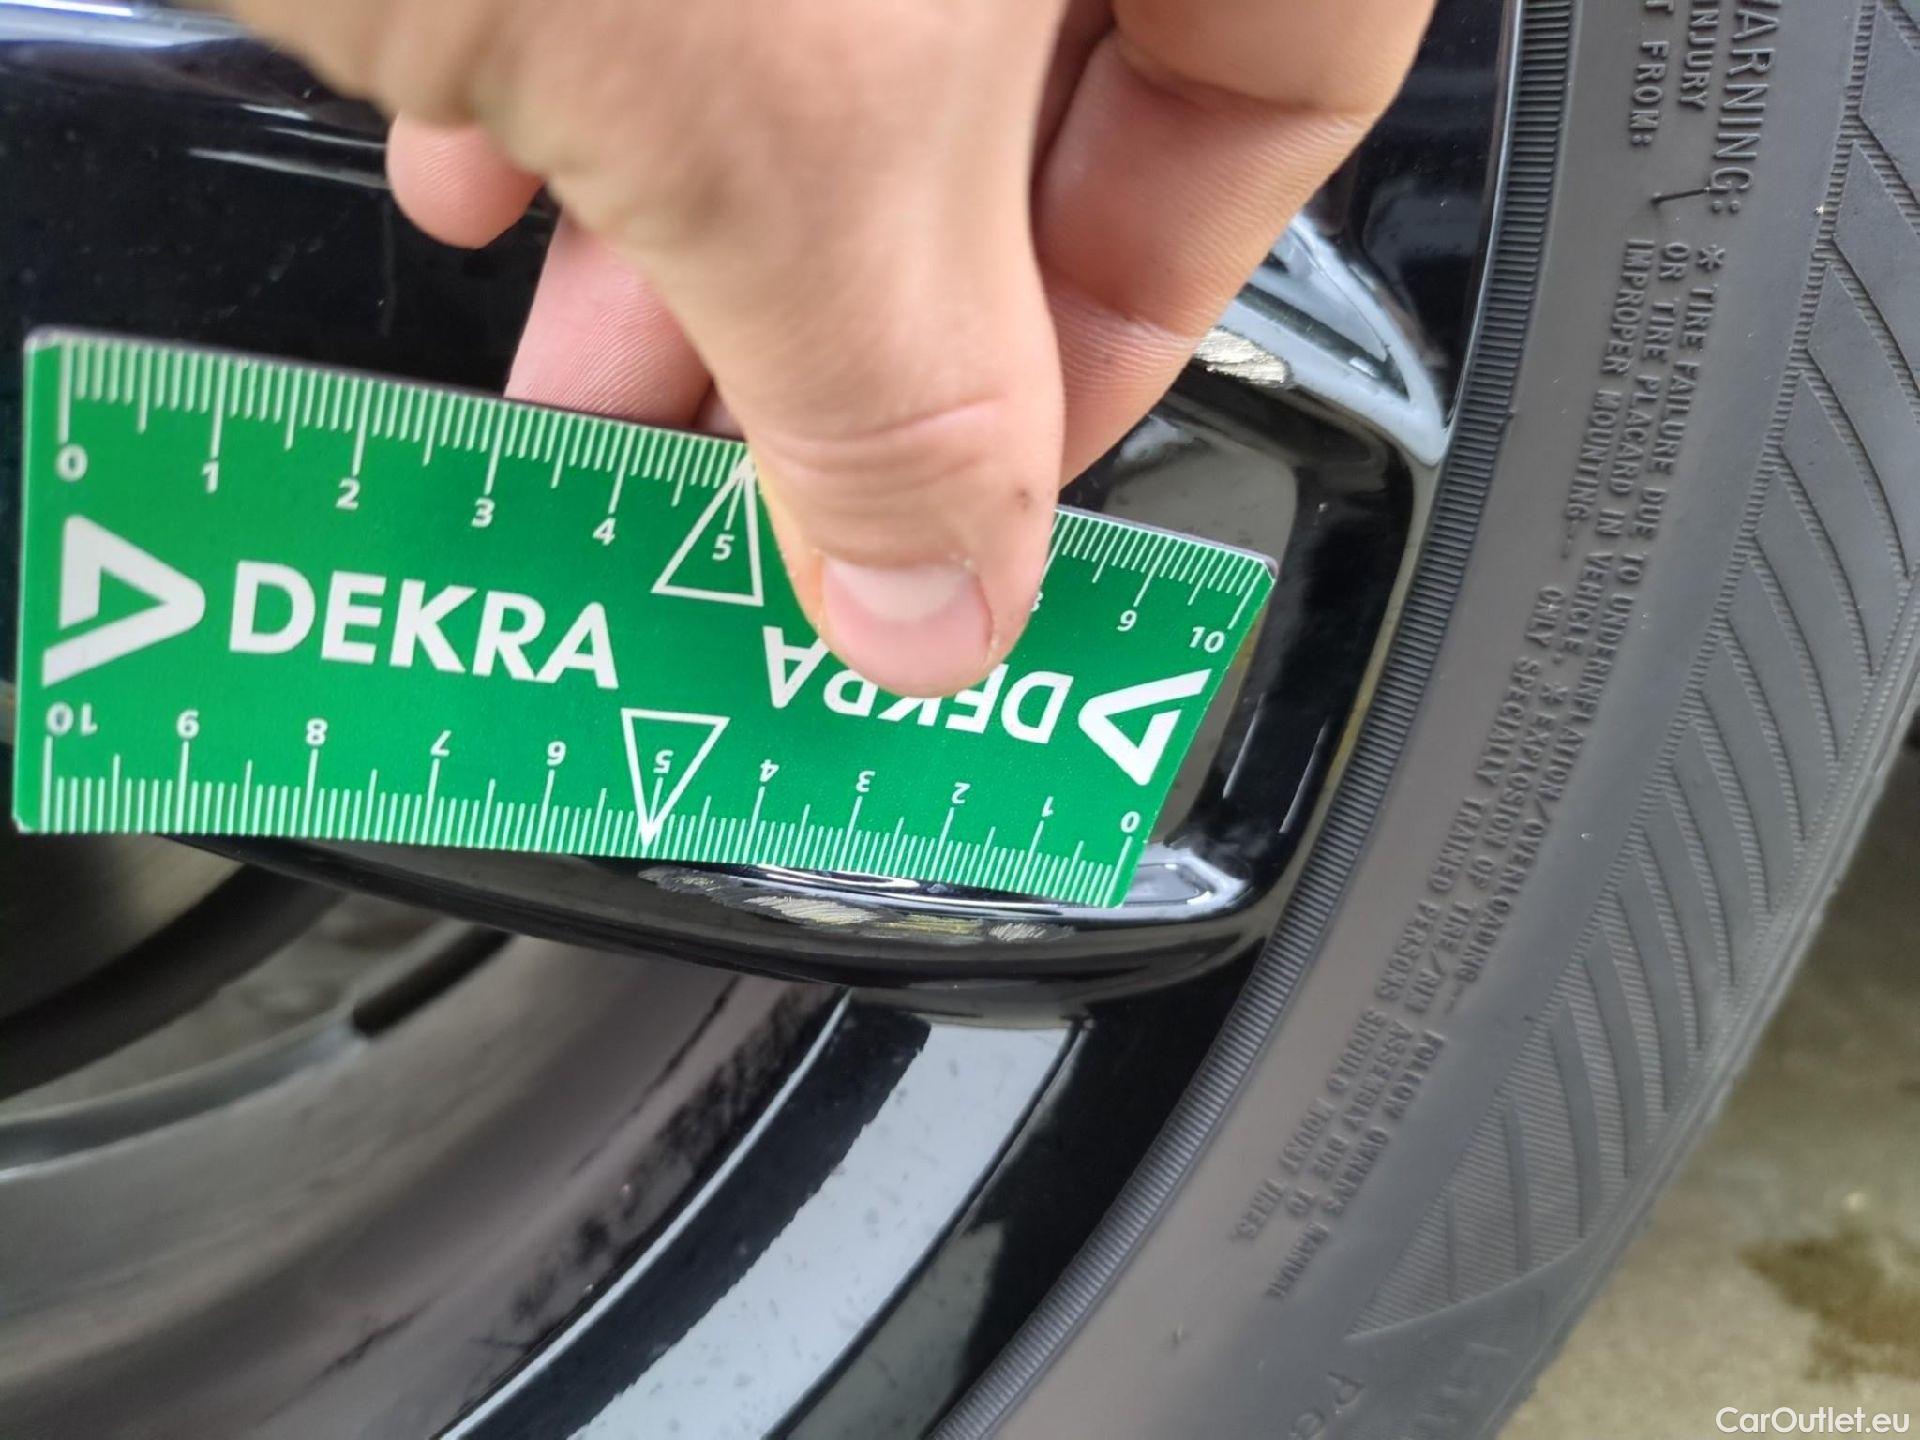 WARNING:
INJURY
T FROM:
* TIRE FAILURE DUE TO UNDERINFLATION/OVERLOADING--- FOLLOW OWNER'S MANUAL
OR TIRE PLACARD IN VEHICLE. * EXPLOSION OF TIRE/RIM ASSEMBLY DUE TO
IMPROPER MOUNTING--- ONLY SPECIALLY TRAINED PERSONS SHOULD MOUNT TIRES.
0 1 2 3 4 5 9 10
DEKRA
DEKRA
10 9 8 7 6 5 4 3 2 1 0
CarOutlet.eu